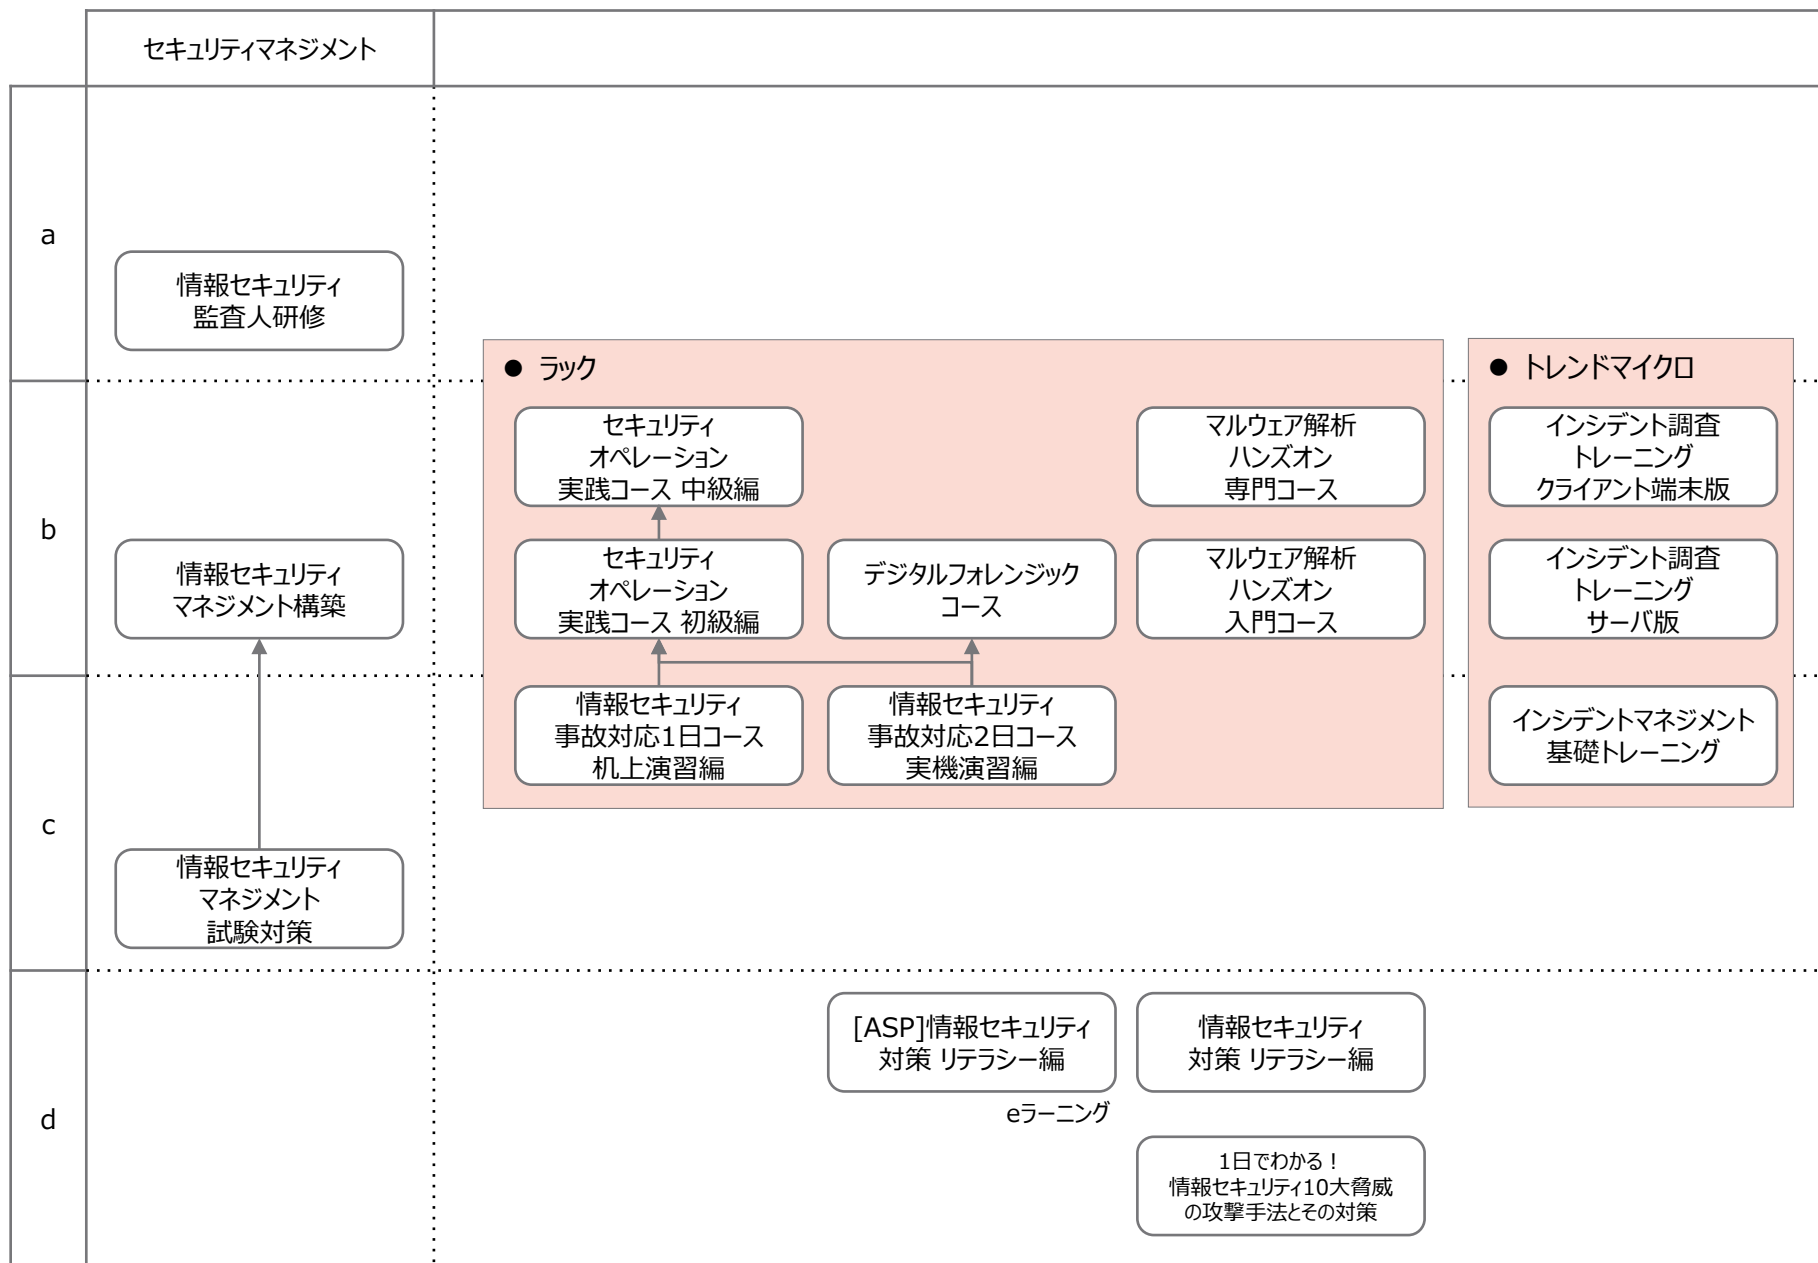 セキュリティマネジメント
a
情報セキュリティ
監査人研修
● ラック
● トレンドマイクロ
b
セキュリティ
オペレーション
実践コース 中級編
マルウェア解析
ハンズオン
専門コース
インシデント調査
トレーニング
クライアント端末版
情報セキュリティ
マネジメント構築
セキュリティ
オペレーション
実践コース 初級編
デジタルフォレンジック
コース
マルウェア解析
ハンズオン
入門コース
インシデント調査
トレーニング
サーバ版
c
情報セキュリティ
事故対応1日コース
机上演習編
情報セキュリティ
事故対応2日コース
実機演習編
インシデントマネジメント
基礎トレーニング
情報セキュリティ
マネジメント
試験対策
d
[ASP]情報セキュリティ
対策 リテラシー編
eラーニング
情報セキュリティ
対策 リテラシー編
1日でわかる！
情報セキュリティ10大脅威
の攻撃手法とその対策